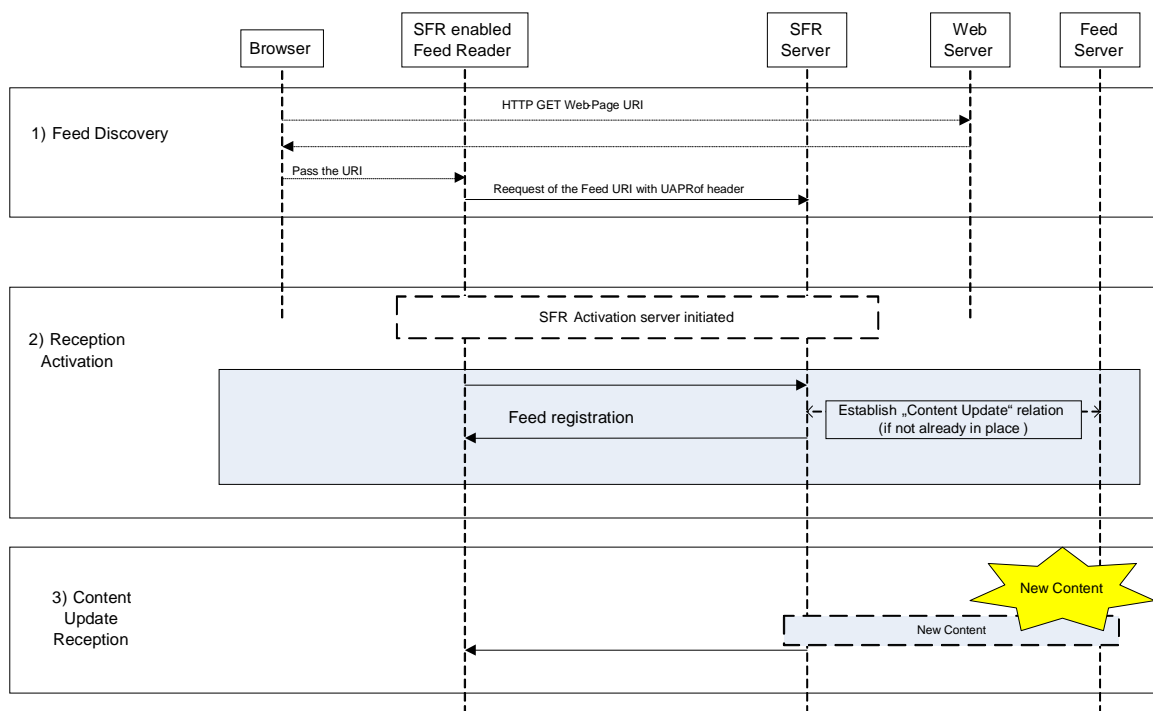 Browser
SFR enabled
Feed Reader
SFR
Server
Web
Server
Feed
Server
1) Feed Discovery
HTTP GET Web-Page URI
Pass the URI
Reequest of the Feed URI with UAPRof header
2) Reception
Activation
SFR Activation server initiated
Feed registration
Establish „Content Update“ relation
(if not already in place )
3) Content
Update
Reception
New Content
New Content